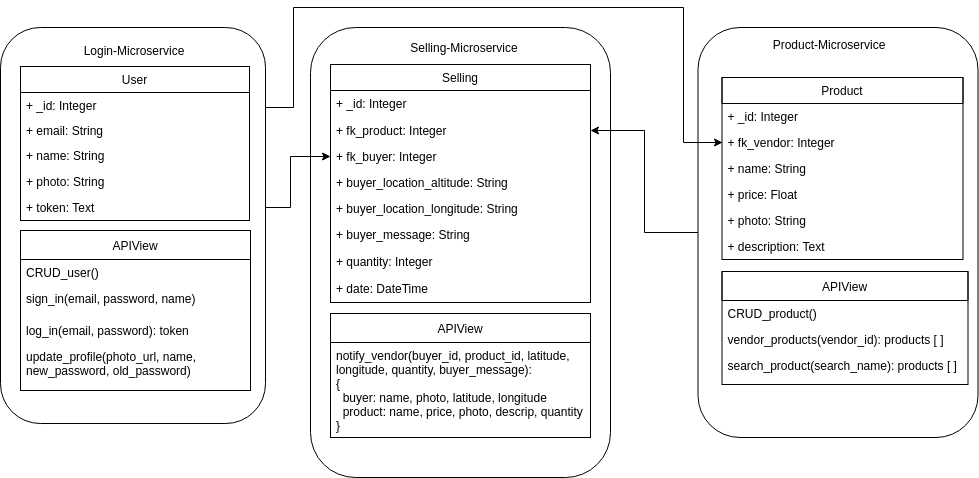 Login-Microservice
User
+ _id: Integer
+ email: String
+ name: String
+ photo: String
+ token: Text
APIView
CRUD_user()
sign_in(email, password, name)
log_in(email, password): token
update_profile(photo_url, name,
new_password, old_password)
Selling-Microservice
Selling
+ _id: Integer
+ fk_product: Integer
+ fk_buyer: Integer
+ buyer_location_altitude: String
+ buyer_location_longitude: String
+ buyer_message: String
+ quantity: Integer
+ date: DateTime
APIView
notify_vendor(buyer_id, product_id, latitude,
longitude, quantity, buyer_message):
{
buyer: name, photo, latitude, longitude
product: name, price, photo, descrip, quantity
}
Product-Microservice
Product
+ _id: Integer
+ fk_vendor: Integer
+ name: String
+ price: Float
+ photo: String
+ description: Text
APIView
CRUD_product()
vendor_products(vendor_id): products [ ]
search_product(search_name): products [ ]